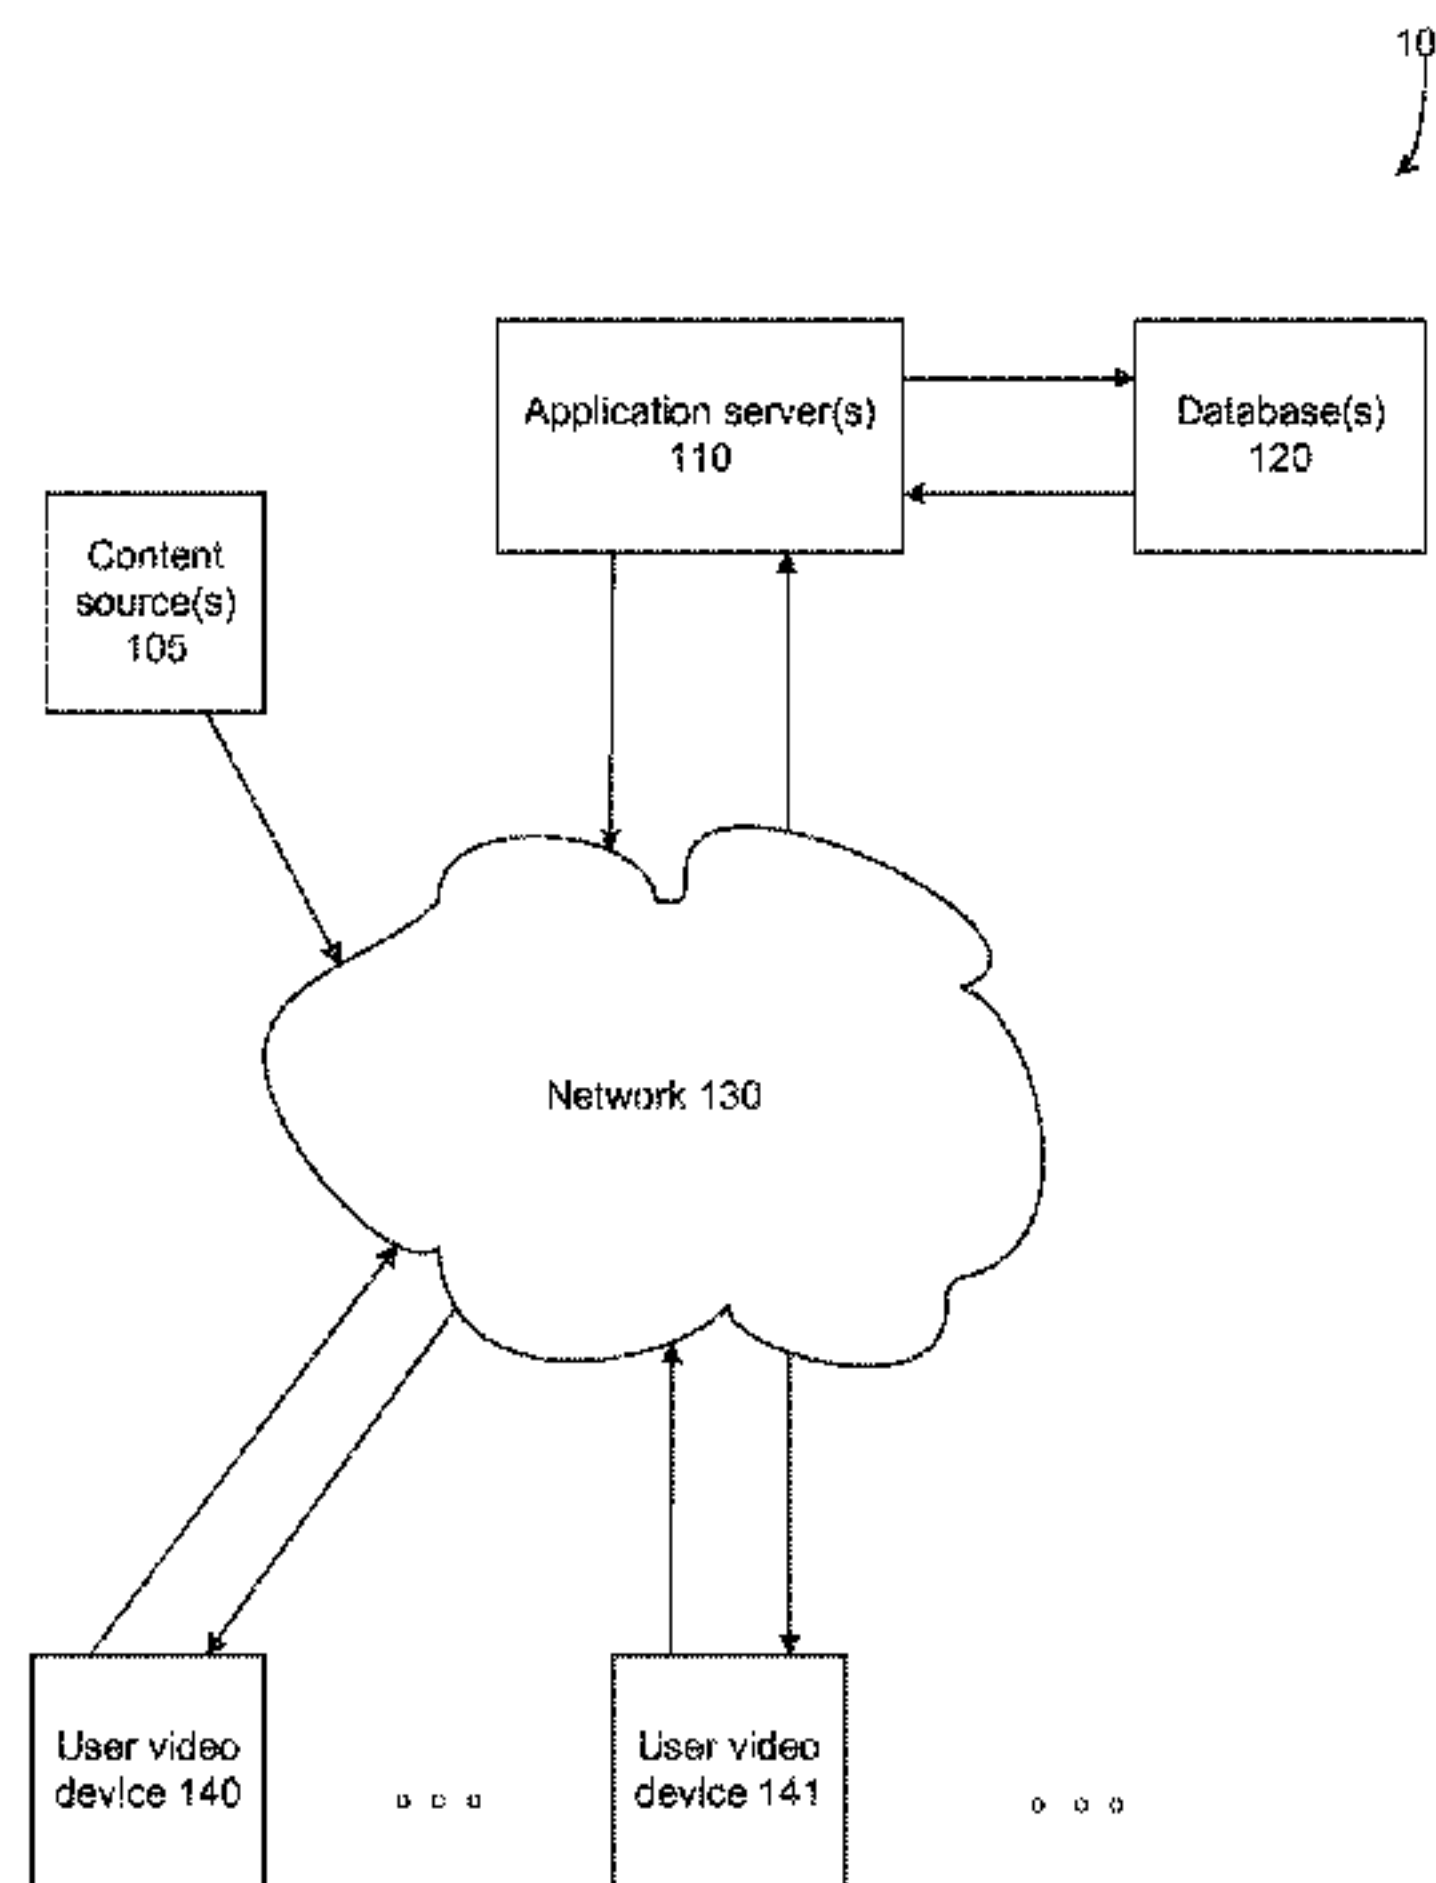 10
Application server(s)
110
Database(s)
120
Content
source(s)
105
Network 130
User video
device 140
User video
device 141